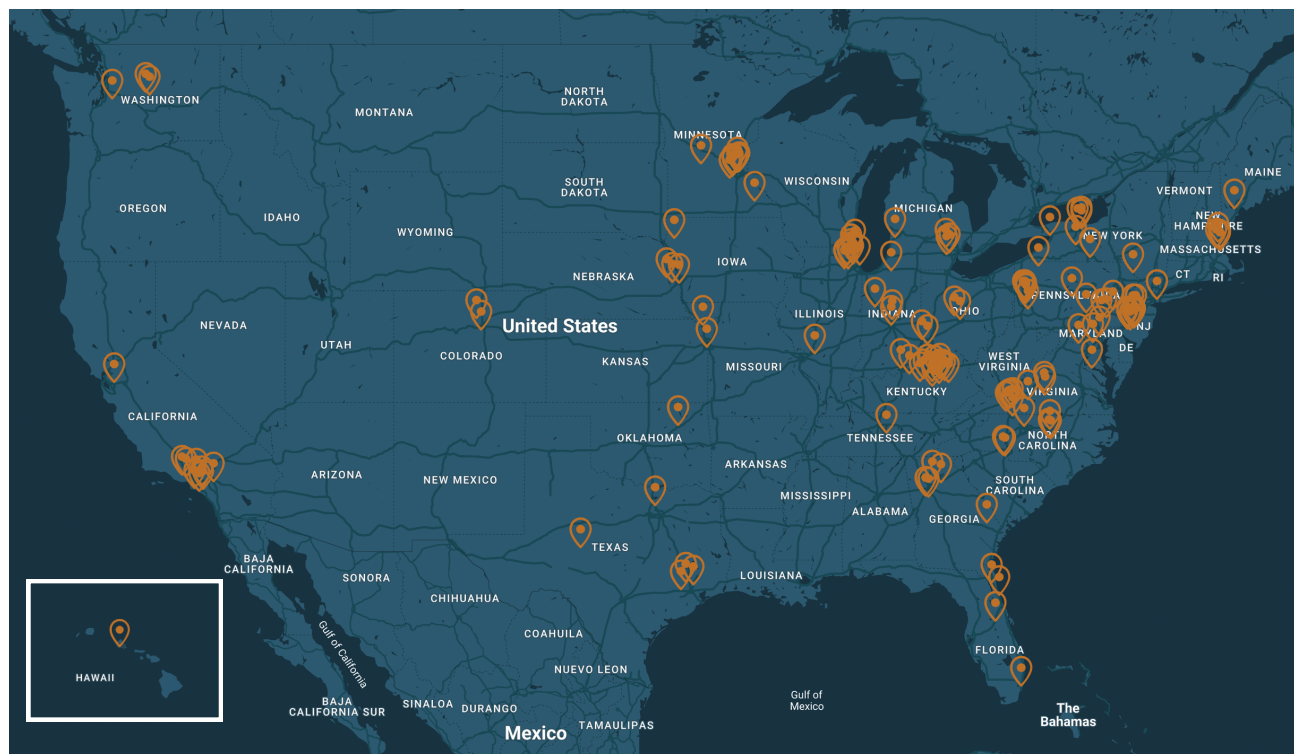 WASHINGTON
MONTANA
NORTH
DAKOTA
MINNESOTA
WISCONSIN
MICHIGAN
MAINE
VERMONT
NEW
HAMPSHIRE
MASSACHUSETTS
NEW YORK
CT
RI
OREGON
IDAHO
SOUTH
DAKOTA
WYOMING
NEBRASKA
IOWA
ILLINOIS
INDIANA
OHIO
PENNSYLVANIA
NJ
MARYLAND
DE
NEVADA
UTAH
COLORADO
United States
KANSAS
MISSOURI
WEST
VIRGINIA
VIRGINIA
KENTUCKY
CALIFORNIA
ARIZONA
NEW MEXICO
OKLAHOMA
ARKANSAS
TENNESSEE
NORTH
CAROLINA
SOUTH
CAROLINA
MISSISSIPPI
ALABAMA
GEORGIA
TEXAS
LOUISIANA
FLORIDA
BAJA
CALIFORNIA
SONORA
CHIHUAHUA
COAHUILA
NUEVO LEON
Gulf of California
BAJA
CALIFORNIA SUR
SINALOA
DURANGO
TAMAULIPAS
Mexico
Gulf of
Mexico
The
Bahamas
HAWAII